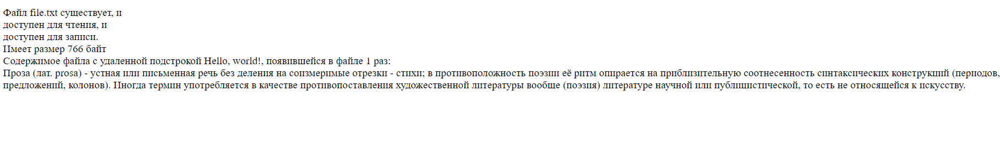 Файл file.txt существует, и
доступен для чтения, и
доступен для записи.
Имеет размер 766 байт
Содержимое файла с удаленной подстрокой Hello, world!, появившейся в файле 1 раз:
Проза (лат. prosa) - устная или письменная речь без деления на соизмеримые отрезки - стихи; в противоположность поэзии её ритм опирается на приблизительную соотнесенность синтаксических конструкций (периодов,
предложений, колонов). Иногда термин употребляется в качестве противопоставления художественной литературы вообще (поэзия) литературе научной или публицистической, то есть не относящейся к искусству.